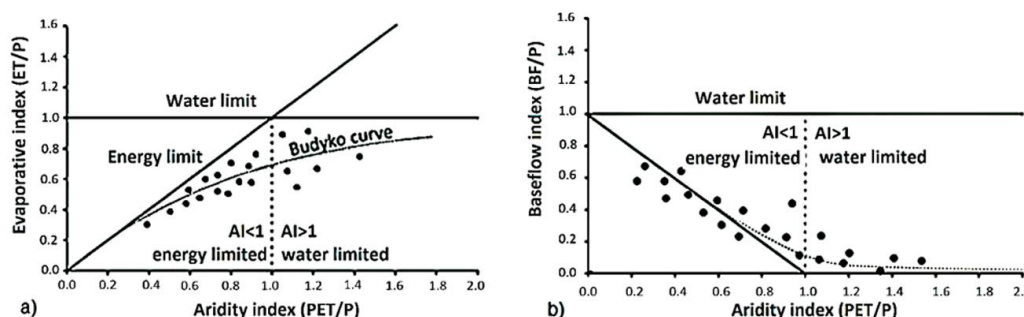 Evaporative index (ET/P)
1.6
1.4
1.2
1.0
0.8
0.6
0.4
0.2
0.0
Water limit
Energy limit
Budyko curve
AI<1
energy limited
AI>1
water limited
0.0 0.2 0.4 0.6 0.8 1.0 1.2 1.4 1.6 1.8 2.0
Aridity index (PET/P)
a)
Baseflow index (BF/P)
1.6
1.4
1.2
1.0
0.8
0.6
0.4
0.2
0.0
Water limit
AI<1
energy limited
AI>1
water limited
0.0 0.2 0.4 0.6 0.8 1.0 1.2 1.4 1.6 1.8
Aridity index (PET/P)
b)